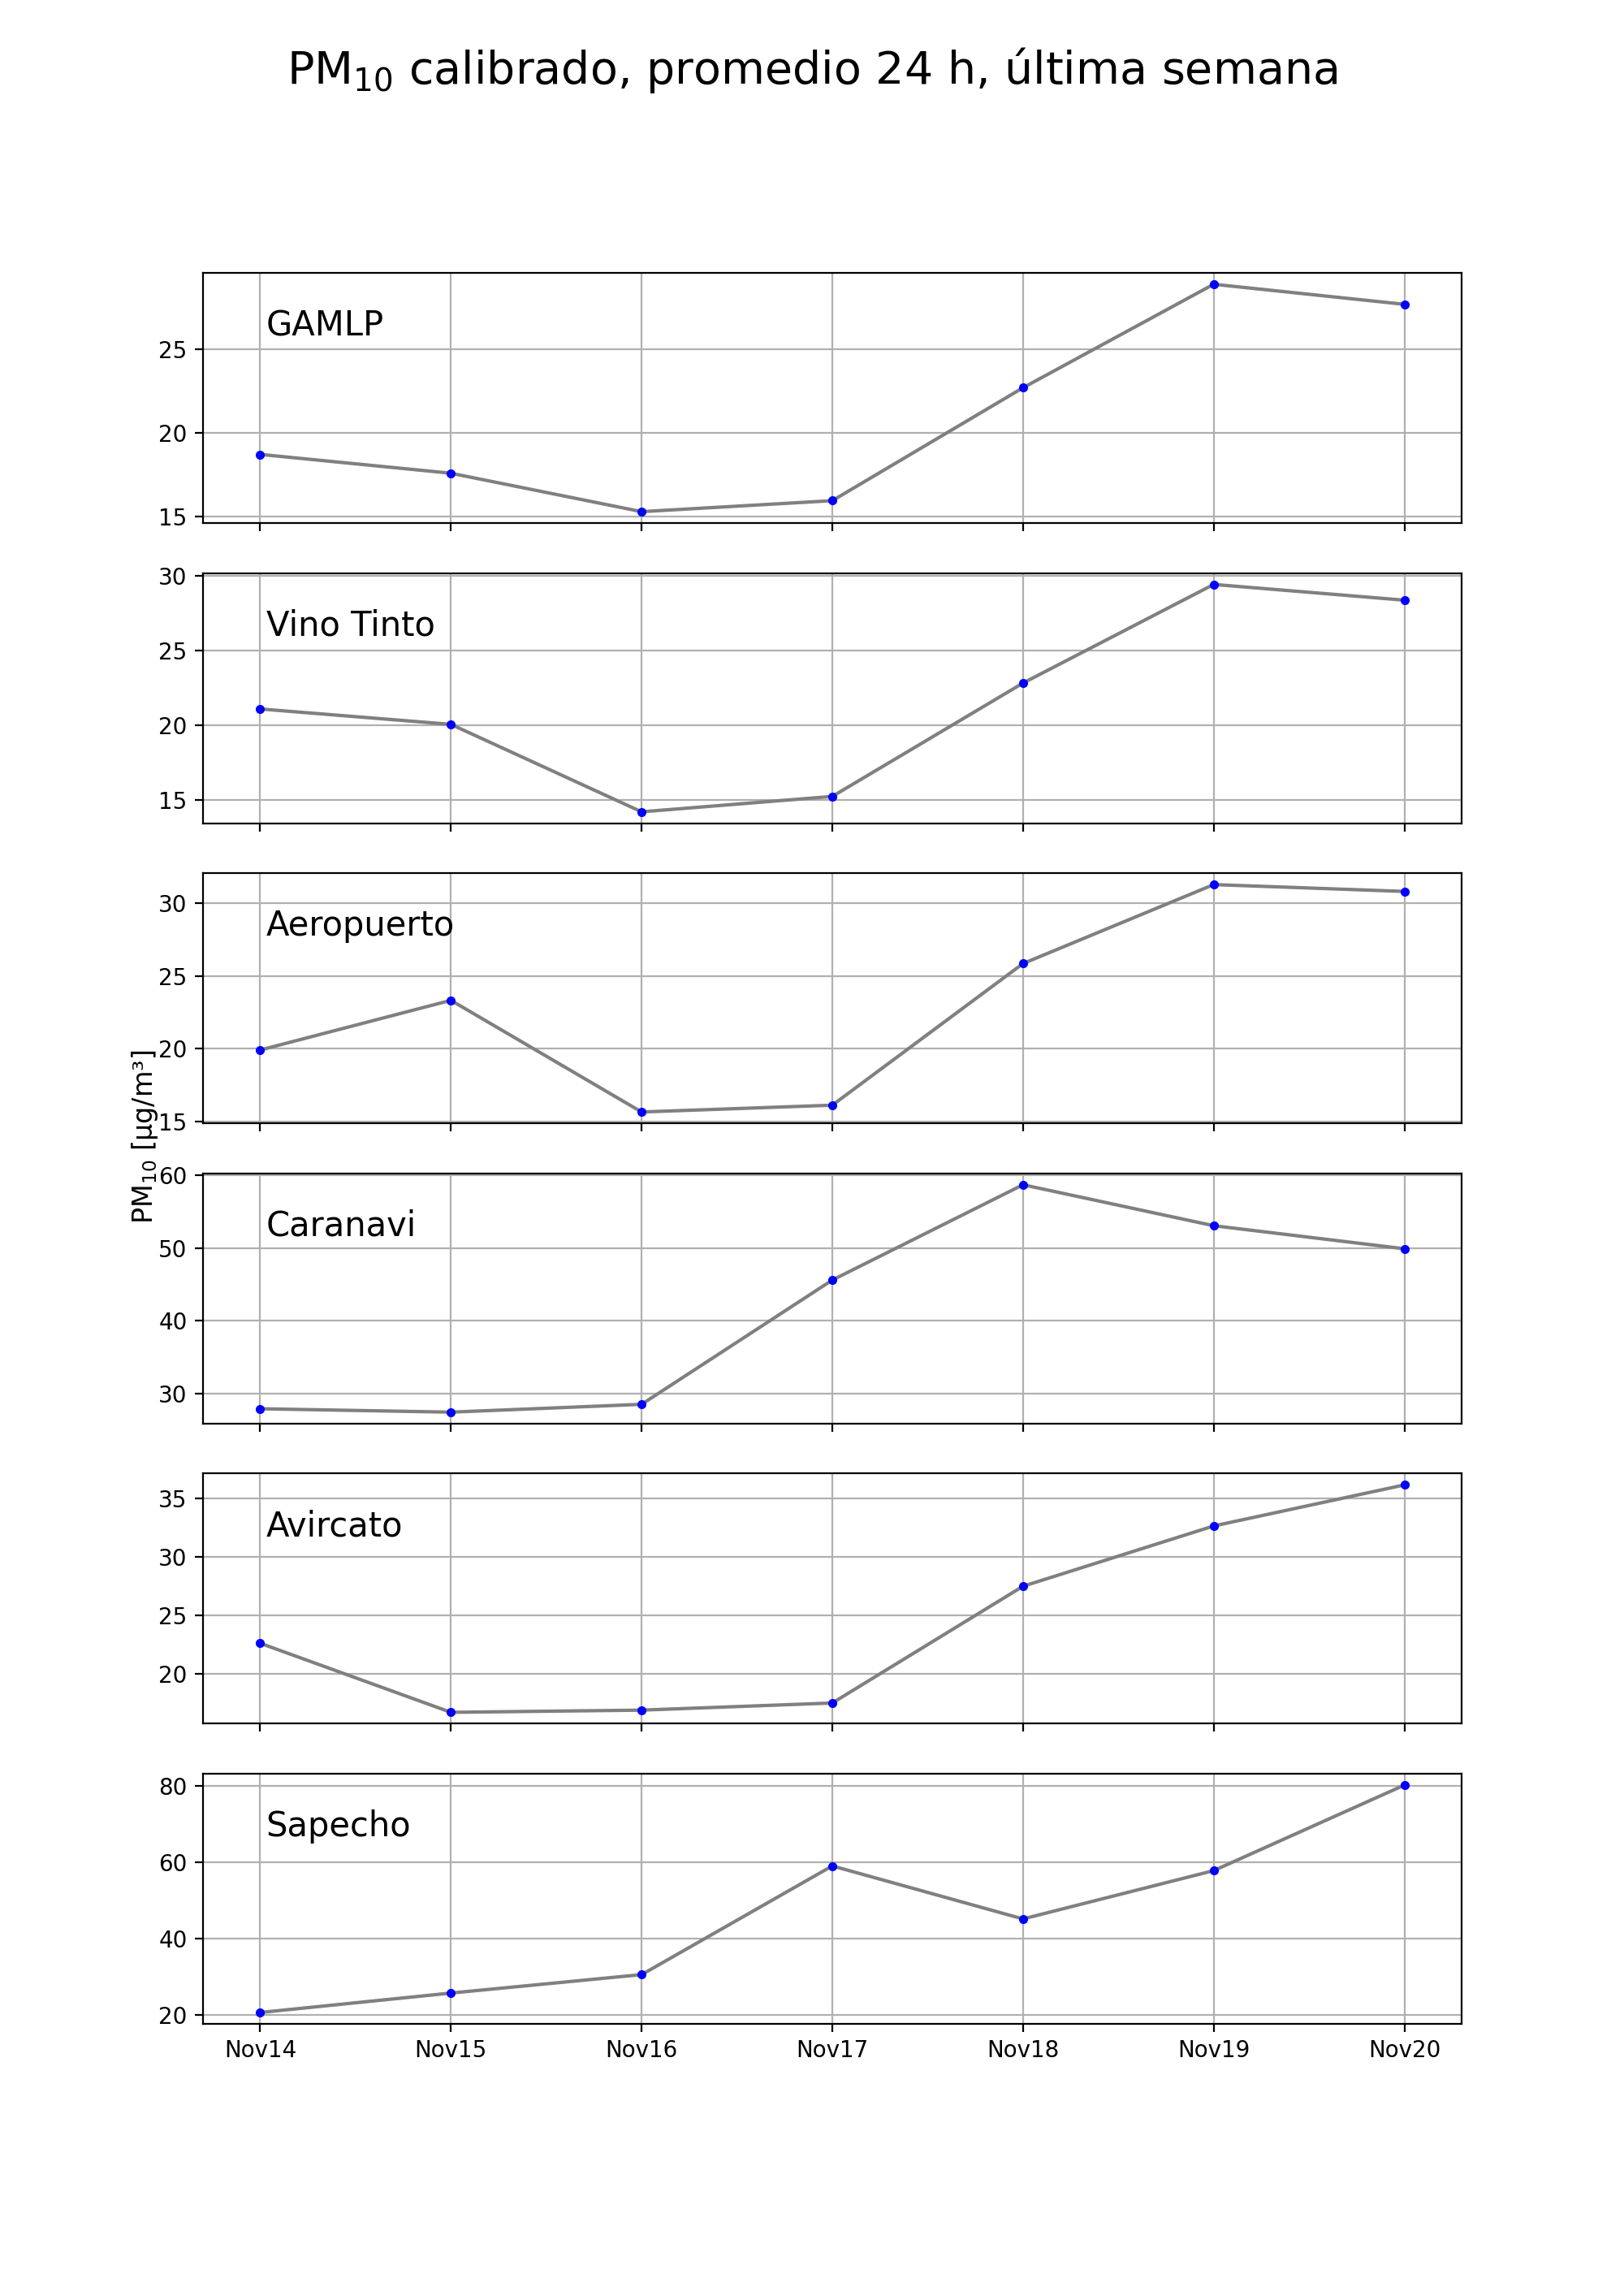 PM₁₀ calibrado, promedio 24 h, última semana
GAMLP
25
20
15
Vino Tinto
30
25
20
15
Aeropuerto
30
25
20
15
PM₁₀ [µg/m³]
Caranavi
60
50
40
30
Avircato
35
30
25
20
Sapecho
80
60
40
20
Nov14 Nov15 Nov16 Nov17 Nov18 Nov19 Nov20